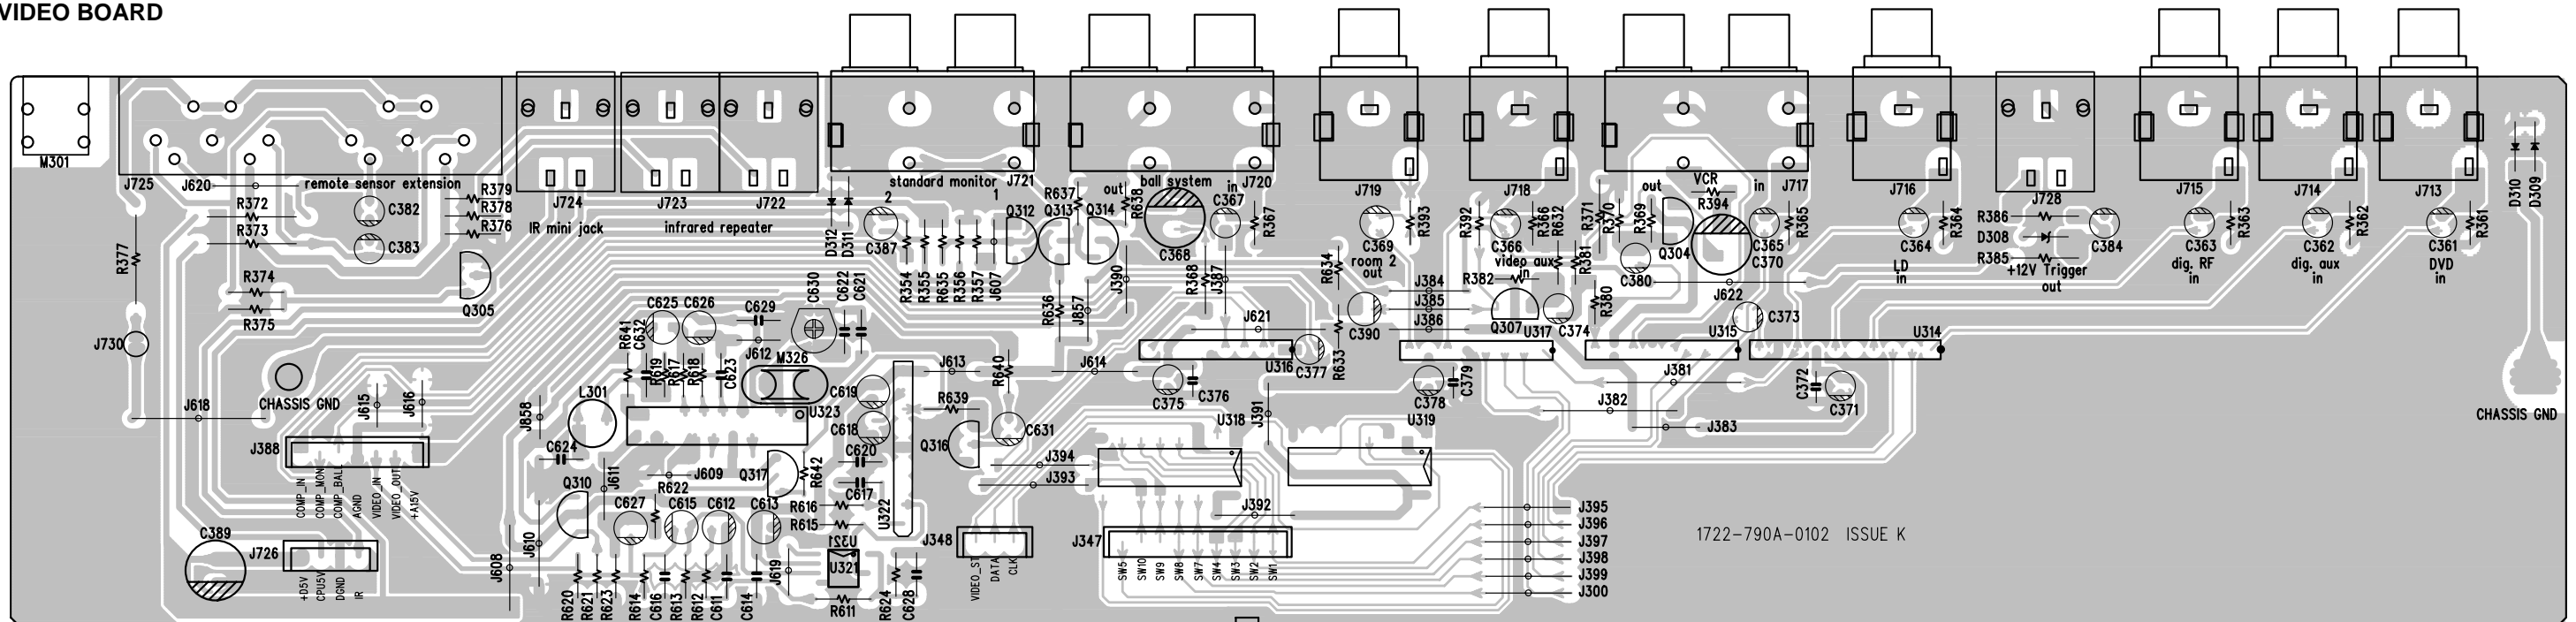 VIDEO BOARD
M301
J725
J620
remote sensor extension
R379
R378
R376
R372
R373
C382
C383
R377
R374
R375
Q305
J730
J724
J723
J722
IR mini jack
infrared repeater
standard monitor
2
1
J721
D312
D311
C387
R354
R355
R635
R356
R357
J607
Q312
Q313
Q314
R637
out
R638
ball system
in
J720
C367
R367
C368
R368
J387
J390
R636
J857
J719
R393
C369
room 2
out
R634
J718
R392
C366
R366
R632
video aux
in
R382
R381
R371
R370
R369
out
VCR
R394
in
J717
Q304
C365
R365
C370
C380
R380
J622
J716
C364
R364
LD
in
J728
R386
D308
R385
C384
+12V Trigger
out
J715
C363
R363
dig. RF
in
J714
C362
R362
dig. aux
in
J713
C361
R361
DVD
in
D310
D309
CHASSIS GND
J384
J385
J386
C390
R633
Q307
C374
U317
U315
C373
U314
J621
U316
C377
C375
C376
C378
C379
J381
J382
J383
C372
C371
C625
C626
C629
C630
C622
C621
R641
C632
R619
R617
R618
C623
J612
M326
C619
C618
J613
R640
J614
R639
Q316
C631
J391
U318
U319
CHASSIS GND
J618
J615
J616
J388
COMP_IN
COMP_MON
COMP_BALL
AGND
VIDEO_IN
VIDEO_OUT
+A15V
J858
L301
C624
U323
J611
J609
R622
Q317
R642
C620
C617
R616
R615
U322
Q310
C627
C615
C612
C613
J394
J393
J392
J395
J396
J397
J398
J399
J300
1722-790A-0102 ISSUE K
C389
J726
+D5V
CPU5V
DGND
IR
J608
J610
R620
R621
R623
R614
C616
R613
R612
C611
C614
J619
U321
U321
R611
R624
C628
J348
VIDEO_ST
DATA
CLK
J347
SW5
SW10
SW9
SW8
SW7
SW4
SW3
SW2
SW1